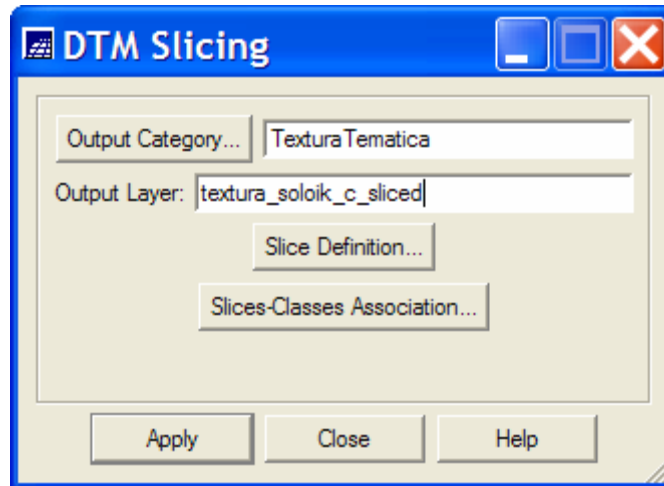 DTM Slicing
Output Category... TexturaTematica
Output Layer: textura_soloik_c_sliced
Slice Definition...
Slices-Classes Association...
Apply Close Help